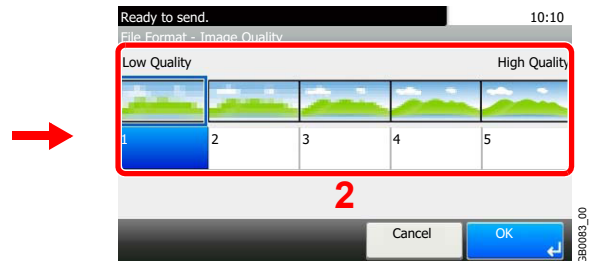 Ready to send. 10:10
File Format - Image Quality
Low Quality High Quality
1 2 3 4 5
2
Cancel OK
GB0083_00